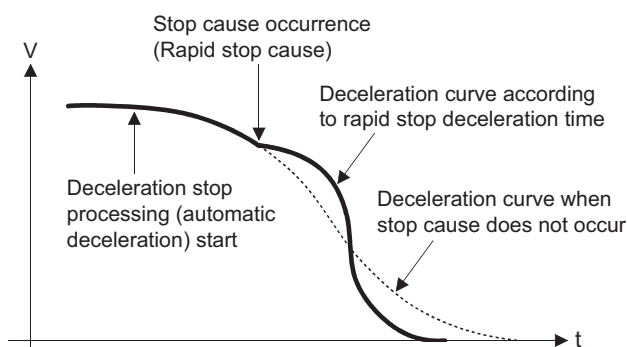 Stop cause occurrence
(Rapid stop cause)
V
Deceleration curve according
to rapid stop deceleration time
Deceleration stop
processing (automatic
deceleration) start
Deceleration curve when
stop cause does not occur
t